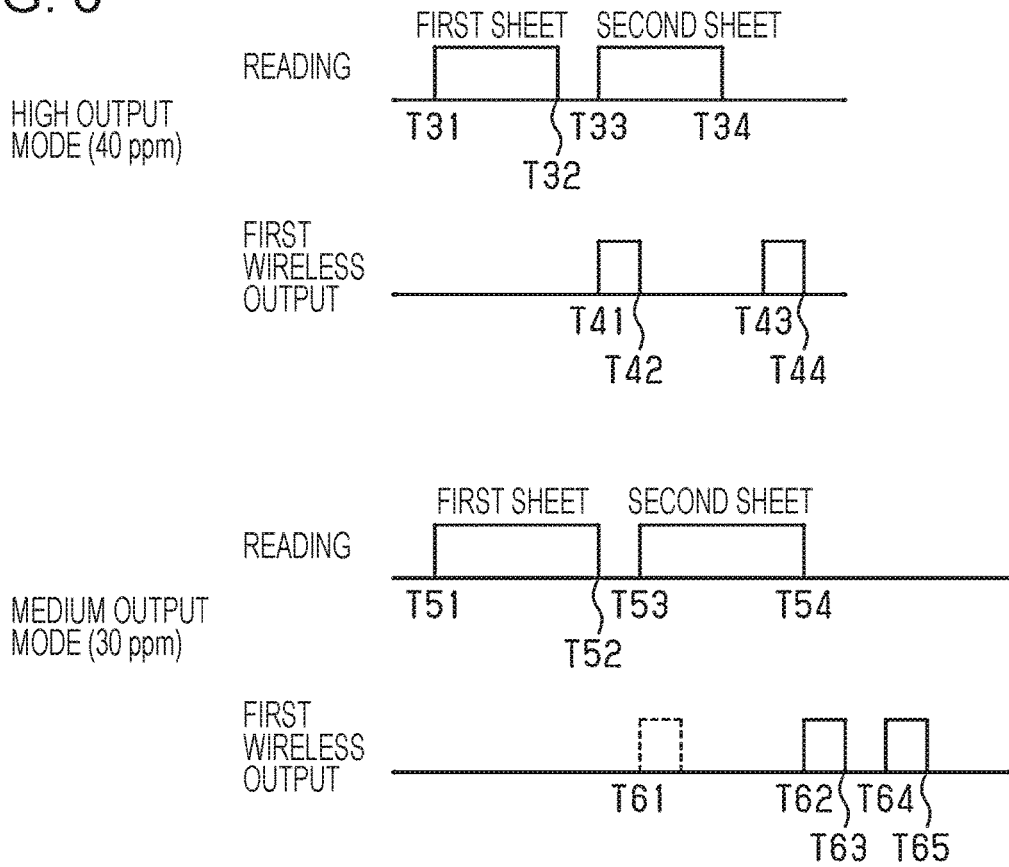 FIRST SHEET SECOND SHEET
READING
HIGH OUTPUT
MODE (40 ppm)
T31 T33 T34
T32
FIRST
WIRELESS
OUTPUT
T41 T43
T42 T44
FIRST SHEET SECOND SHEET
READING
T51 T53 T54
MEDIUM OUTPUT
MODE (30 ppm)
T52
FIRST
WIRELESS
OUTPUT
T61 T62 T64
T63 T65